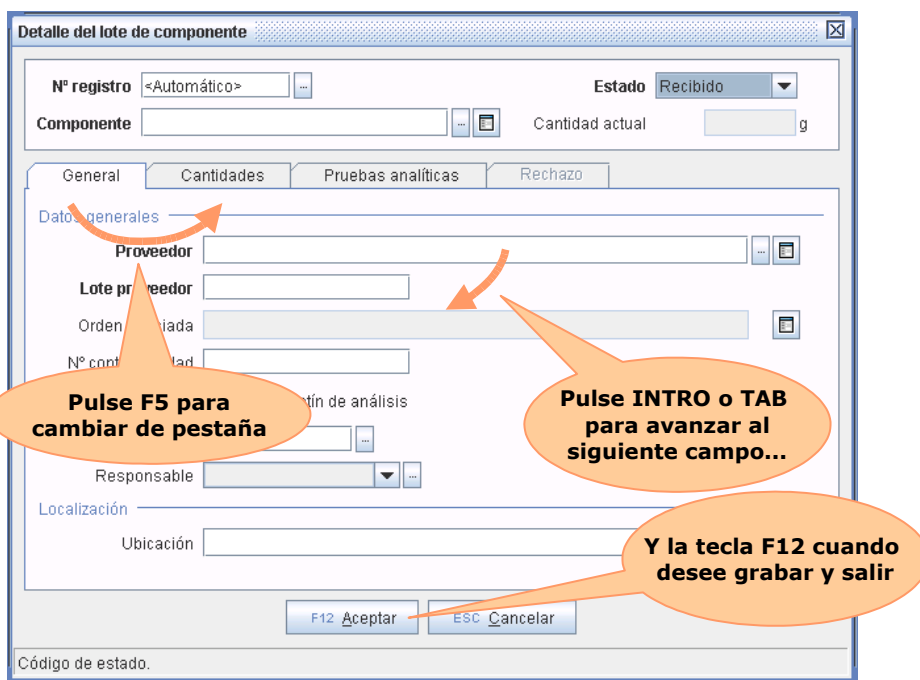 Detalle del lote de componente
Nº registro <Automático> ... Estado Recibido
Componente ... Cantidad actual g
General Cantidades Pruebas analíticas Rechazo
Datos generales
Proveedor ...
Lote proveedor
Orden
Nº
Pulse F5 para
cambiar de pestaña
de análisis
...
Pulse INTRO o TAB
para avanzar al
siguiente campo...
Responsable ...
Localización
Ubicación
Y la tecla F12 cuando
desee grabar y salir
F12 Aceptar ESC Cancelar
Código de estado.